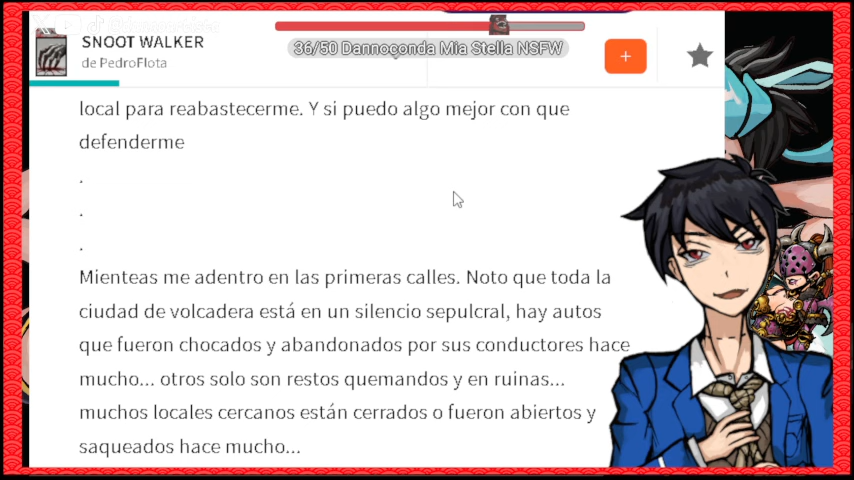 SNOOT WALKER
de PedroFlota
36/50 Dannoconda Mia Stella NSFW
local para reabastecerme. Y si puedo algo mejor con que
defenderme
.
.
.
Mienteas me adentro en las primeras calles. Noto que toda la
ciudad de volcadera está en un silencio sepulcral, hay autos
que fueron chocados y abandonados por sus conductores hace
mucho... otros solo son restos quemandos y en ruinas...
muchos locales cercanos están cerrados o fueron abiertos y
saqueados hace mucho...